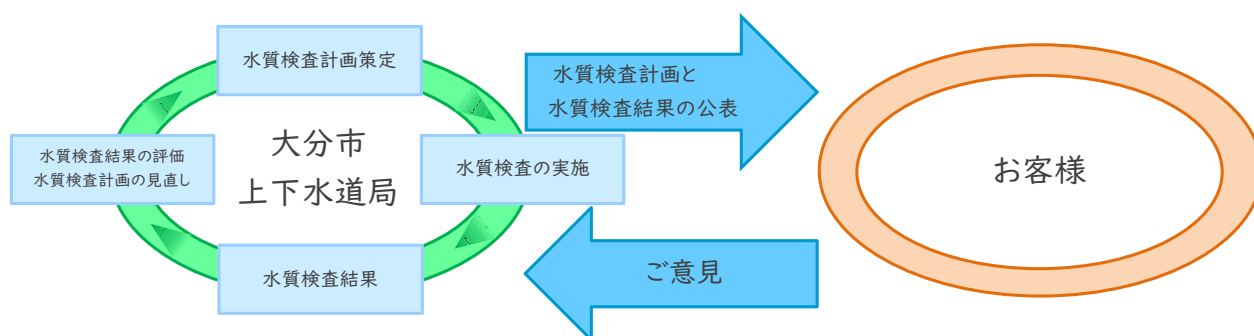 水質検査計画策定
水質検査計画と
水質検査結果の公表
大分市
上下水道局
水質検査結果の評価
水質検査計画の見直し
水質検査の実施
お客様
水質検査結果
ご意見